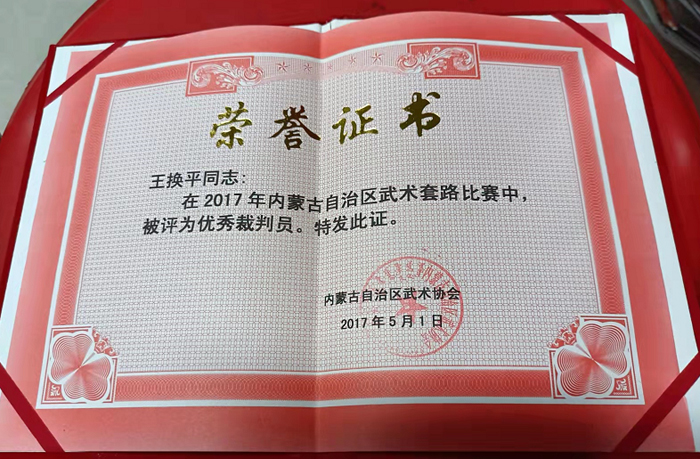 荣誉证书
王换平同志:
在2017年内蒙古自治区武术套路比赛中,
被评为优秀裁判员。特发此证。
内蒙古自治区武术协会
2017年5月1日